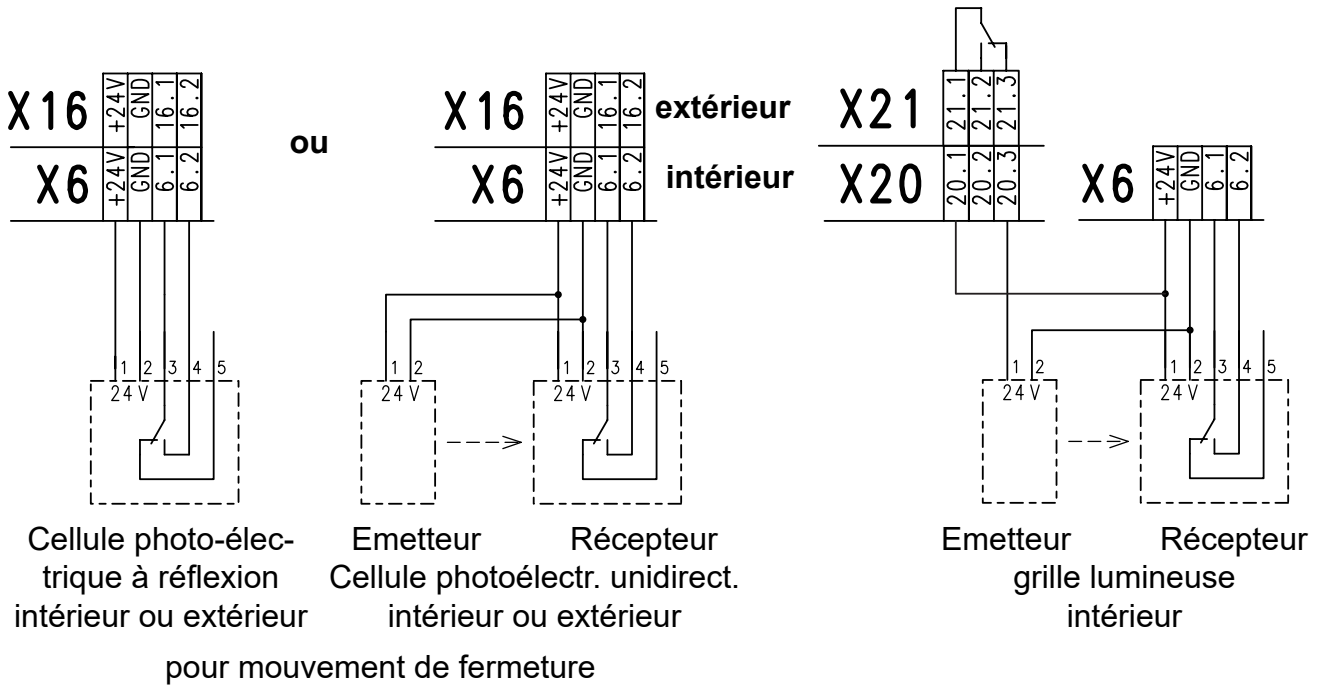 X16 +24V GND 16.1 16.2
X6 +24V GND 6.1 6.2
1 2 3 4 5
24 V
ou
X16 +24V GND 16.1 16.2 extérieur
X6 +24V GND 6.1 6.2 intérieur
1 2
24 V
1 2 3 4 5
24 V
X21 21.1 21.2 21.3
X20 20.1 20.2 20.3
X6 +24V GND 6.1 6.2
1 2
24 V
1 2 3 4 5
24 V
Cellule photo-élec-
trique à réflexion
intérieur ou extérieur
Emetteur Récepteur
Cellule photoélectr. unidirect.
intérieur ou extérieur
pour mouvement de fermeture
Emetteur Récepteur
grille lumineuse
intérieur